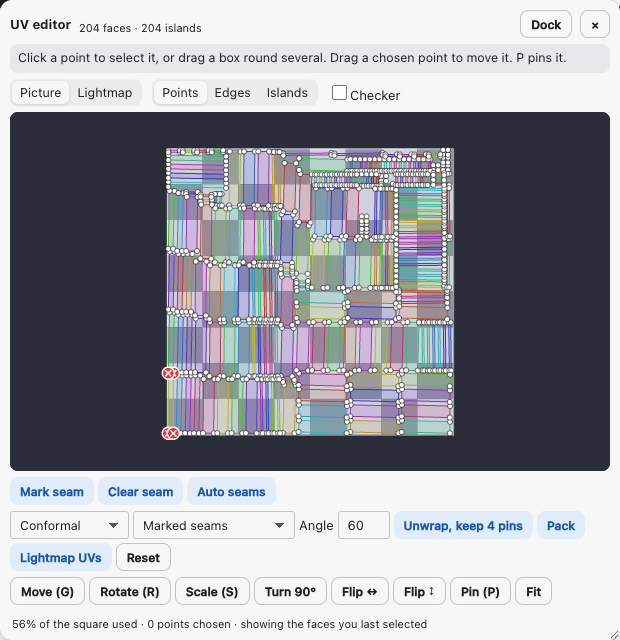 UV editor 204 faces · 204 islands Dock ×
Click a point to select it, or drag a box round several. Drag a chosen point to move it. P pins it.
Picture Lightmap Points Edges Islands Checker
Mark seam Clear seam Auto seams
Conformal Marked seams Angle 60 Unwrap, keep 4 pins Pack
Lightmap UVs Reset
Move (G) Rotate (R) Scale (S) Turn 90° Flip ↔ Flip ↕ Pin (P) Fit
56% of the square used · 0 points chosen · showing the faces you last selected